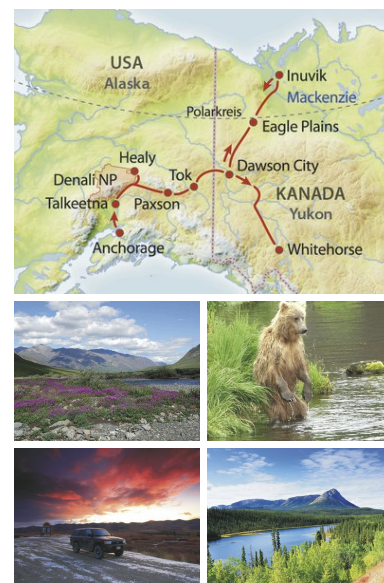 USA
Alaska
Inuvik
Mackenzie
Polarkreis
Eagle Plains
Healy
Tok
Dawson City
Denali NP
KANADA
Talkeetna
Paxson
Yukon
Anchorage
Whitehorse